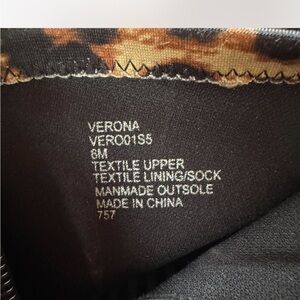 VERONA
VERO01S5
6M
TEXTILE UPPER
TEXTILE LINING/SOCK
MANMADE OUTSOLE
MADE IN CHINA
757